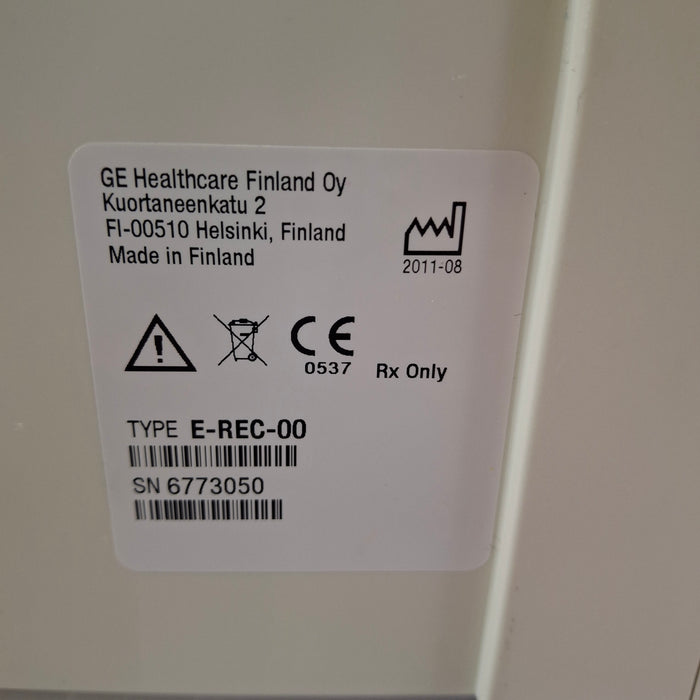 GE Healthcare Finland Oy
Kuortaneenkatu 2
FI-00510 Helsinki, Finland
Made in Finland
2011-08
CE
0537
Rx Only
TYPE E-REC-00
SN 6773050